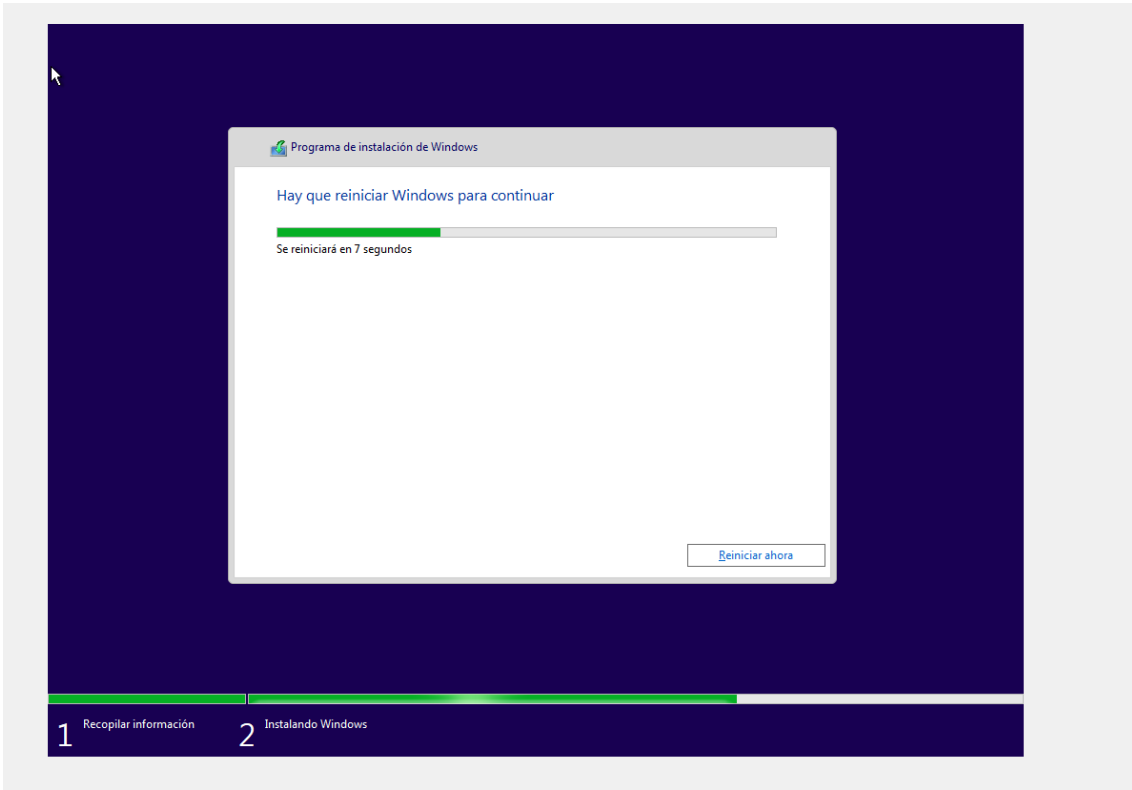 Programa de instalación de Windows
Hay que reiniciar Windows para continuar
Se reiniciará en 7 segundos
Reiniciar ahora
1 Recopilar información 2 Instalando Windows